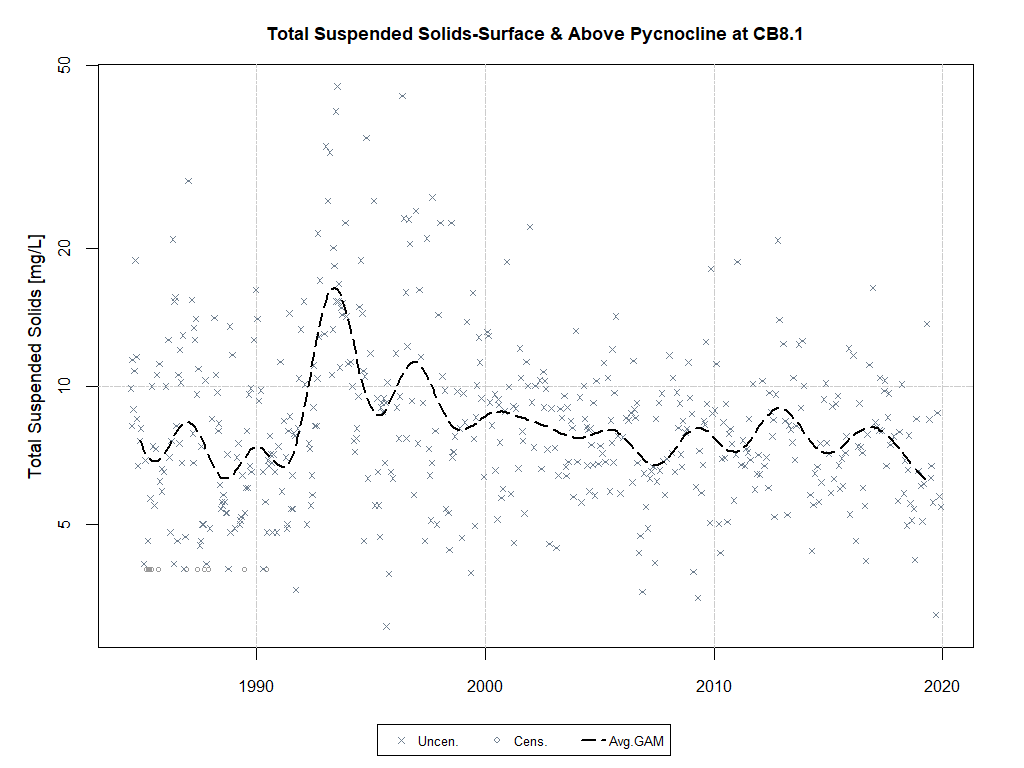 Total Suspended Solids-Surface & Above Pycnocline at CB8.1
Total Suspended Solids [mg/L]
50
20
10
5
1990
2000
2010
2020
Uncen.
Cens.
Avg.GAM